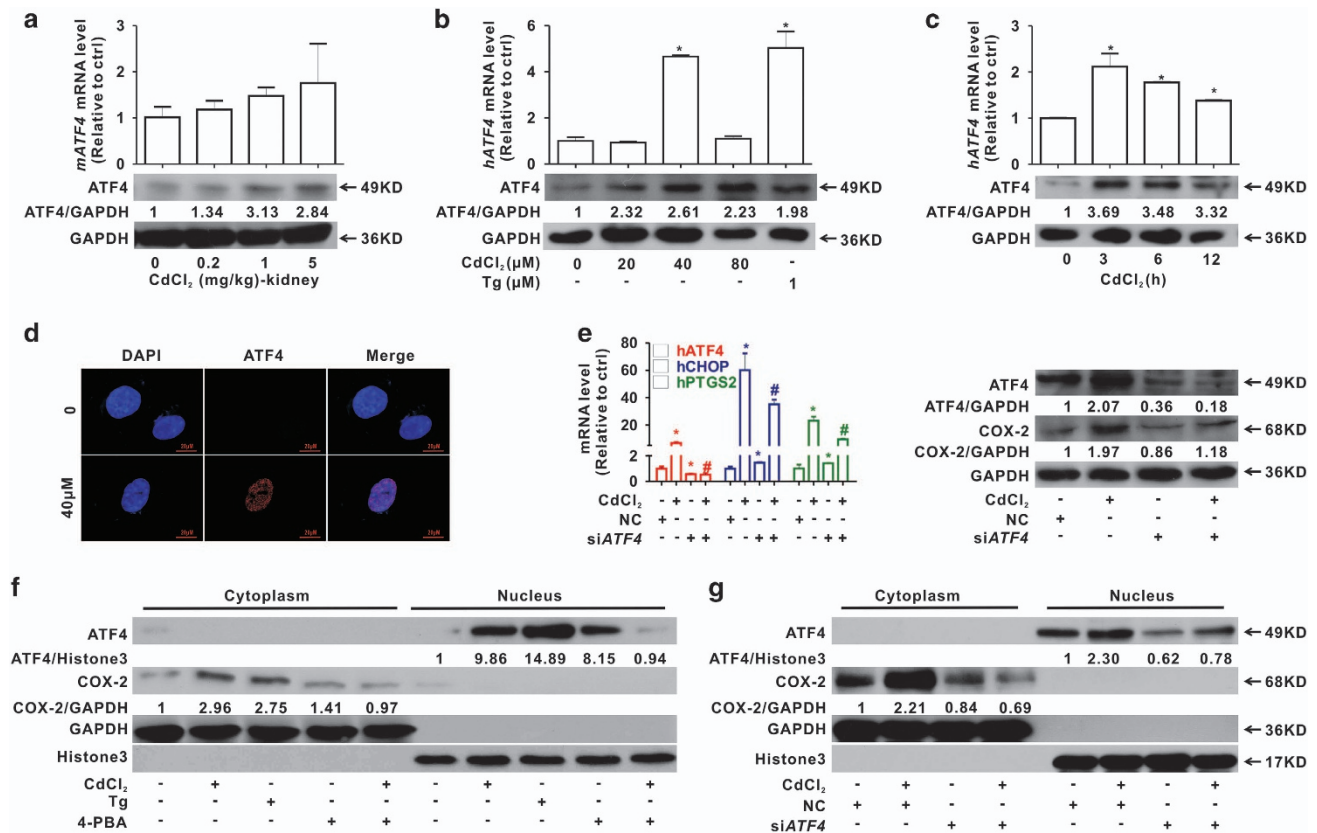 a
mATF4 mRNA level
(Relative to ctrl)
3
2
1
0
ATF4
←49KD
ATF4/GAPDH 1 1.34 3.13 2.84
GAPDH
←36KD
0 0.2 1 5
CdCl₂ (mg/kg)-kidney
b
hATF4 mRNA level
(Relative to ctrl)
6
4
2
0
* *
ATF4
←49KD
ATF4/GAPDH 1 2.32 2.61 2.23 1.98
GAPDH
←36KD
CdCl₂(μM) 0 20 40 80 -
Tg (μM) - - - - 1
c
hATF4 mRNA level
(Relative to ctrl)
3
2
1
0
* * *
ATF4
←49KD
ATF4/GAPDH 1 3.69 3.48 3.32
GAPDH
←36KD
0 3 6 12
CdCl₂(h)
d
DAPI ATF4 Merge
0
20μM 20μM 20μM
40μM
20μM 20μM 20μM
e
mRNA level
(Relative to ctrl)
80
60
40
20
2
0
hATF4
hCHOP
hPTGS2
* * # * * # * * #
CdCl₂ - + - + - + - + - + - +
NC + + - - + + - - + + - -
siATF4 - - + + - - + + - - + +
ATF4 ←49KD
ATF4/GAPDH 1 2.07 0.36 0.18
COX-2 ←68KD
COX-2/GAPDH 1 1.97 0.86 1.18
GAPDH ←36KD
CdCl₂ - + - +
NC + + - -
siATF4 - - + +
f
Cytoplasm Nucleus
ATF4
ATF4/Histone3 1 9.86 14.89 8.15 0.94
COX-2
COX-2/GAPDH 1 2.96 2.75 1.41 0.97
GAPDH
Histone3
CdCl₂ - + - - + - + - - +
Tg - - + - - - - + - -
4-PBA - - - + + - - - + +
g
Cytoplasm Nucleus
ATF4 ←49KD
ATF4/Histone3 1 2.30 0.62 0.78
COX-2 ←68KD
COX-2/GAPDH 1 2.21 0.84 0.69
GAPDH ←36KD
Histone3 ←17KD
CdCl₂ - + - + - + - +
NC + + - - + + - -
siATF4 - - + + - - + +